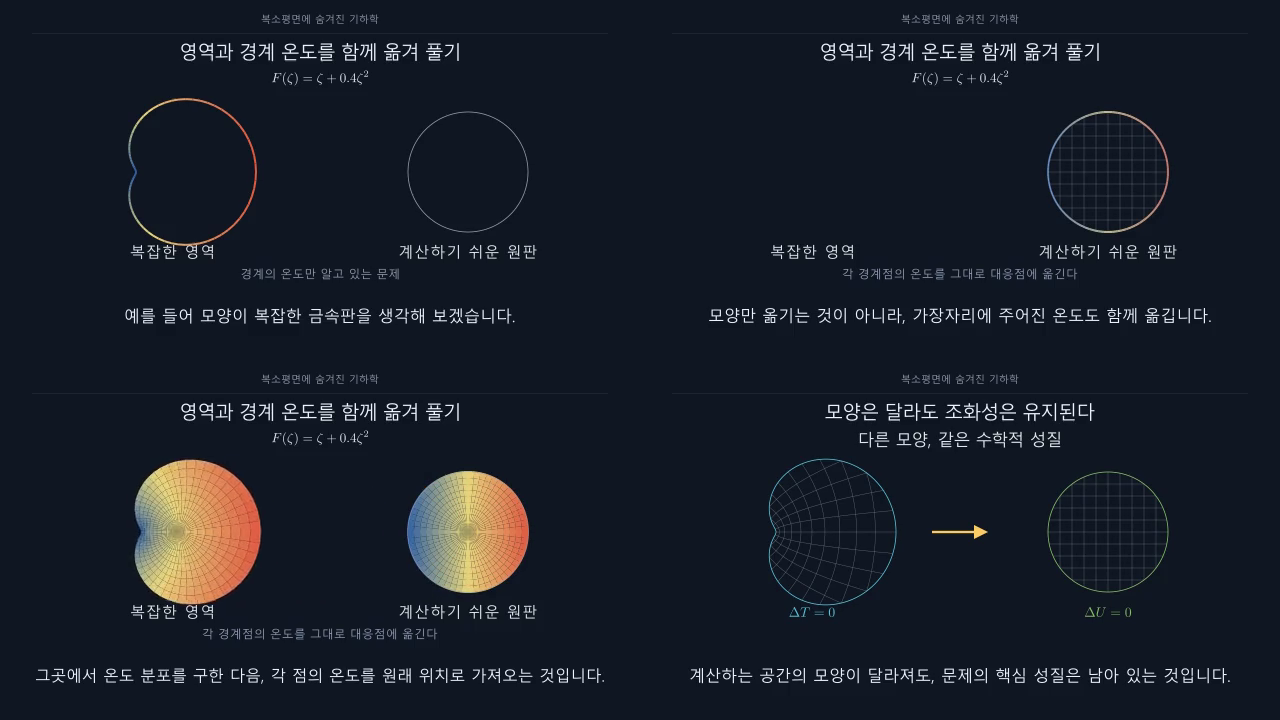 복소평면에 숨겨진 기하학
영역과 경계 온도를 함께 옮겨 풀기
F(ζ) = ζ + 0.4ζ²
복잡한 영역
계산하기 쉬운 원판
경계의 온도만 알고 있는 문제
예를 들어 모양이 복잡한 금속판을 생각해 보겠습니다.
복소평면에 숨겨진 기하학
영역과 경계 온도를 함께 옮겨 풀기
F(ζ) = ζ + 0.4ζ²
복잡한 영역
계산하기 쉬운 원판
각 경계점의 온도를 그대로 대응점에 옮긴다
모양만 옮기는 것이 아니라, 가장자리에 주어진 온도도 함께 옮깁니다.
복소평면에 숨겨진 기하학
영역과 경계 온도를 함께 옮겨 풀기
F(ζ) = ζ + 0.4ζ²
복잡한 영역
계산하기 쉬운 원판
각 경계점의 온도를 그대로 대응점에 옮긴다
그곳에서 온도 분포를 구한 다음, 각 점의 온도를 원래 위치로 가져오는 것입니다.
복소평면에 숨겨진 기하학
모양은 달라도 조화성은 유지된다
다른 모양, 같은 수학적 성질
ΔT = 0
ΔU = 0
계산하는 공간의 모양이 달라져도, 문제의 핵심 성질은 남아 있는 것입니다.